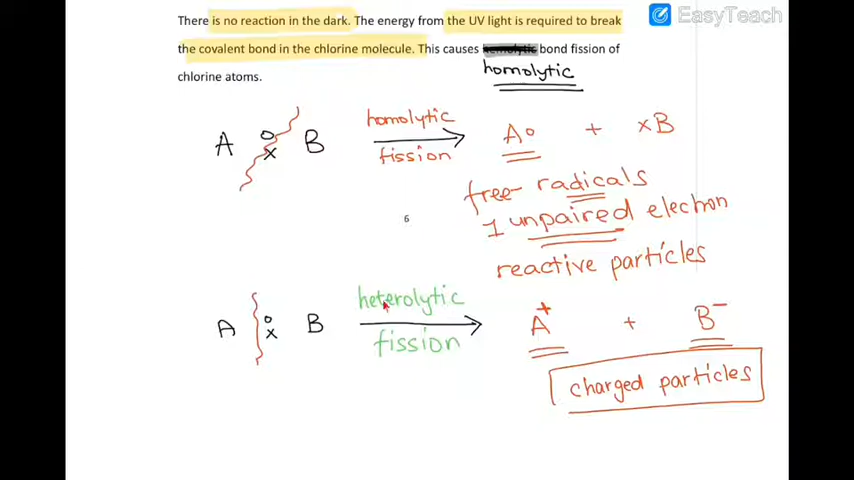 There is no reaction in the dark. The energy from the UV light is required to break
EasyTeach
the covalent bond in the chlorine molecule. This causes bond fission of
homolytic
chlorine atoms.
A o x B homolytic fission A o + x B
free radicals
6
1 unpaired electron
reactive particles
A o x B heterolytic fission A+ + B−
charged particles